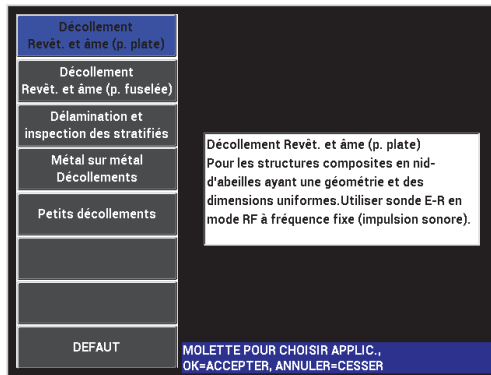 Décollement
Revêt. et âme (p. plate)
Décollement
Revêt. et âme (p. fuselée)
Délamination et
inspection des stratifiés
Métal sur métal
Décollements
Petits décollements
DEFAUT
Décollement Revêt. et âme (p. plate)
Pour les structures composites en nid-
d'abeilles ayant une géométrie et des
dimensions uniformes.Utiliser sonde E-R en
mode RF à fréquence fixe (impulsion sonore).
MOLETTE POUR CHOISIR APPLIC.,
OK=ACCEPTER, ANNULER=CESSER